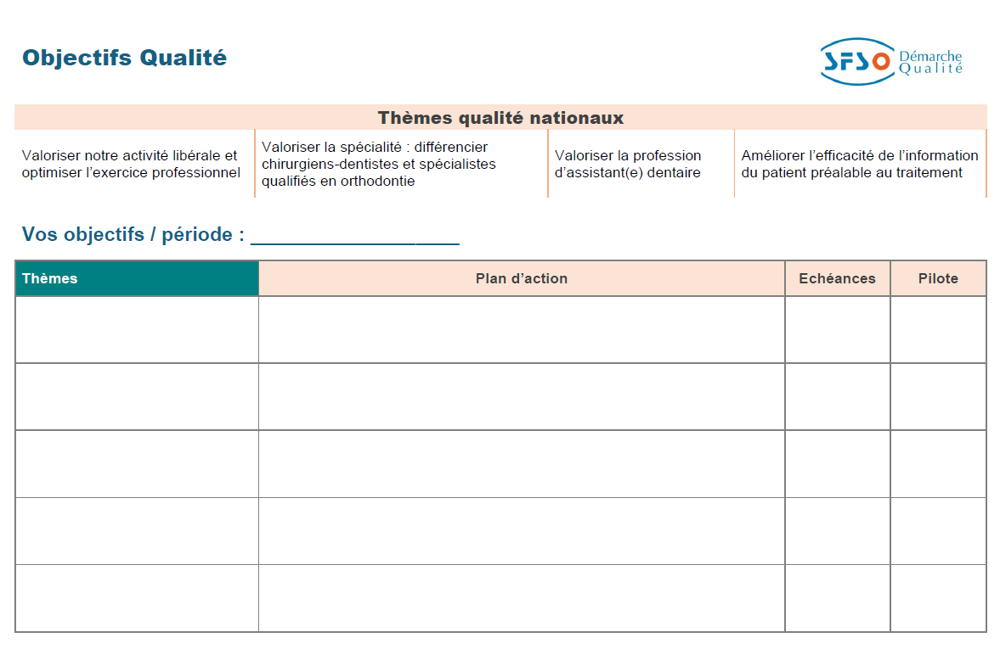 Objectifs Qualité
SFSO Démarche
Qualité
Thèmes qualité nationaux
Valoriser notre activité libérale et
optimiser l’exercice professionnel
Valoriser la spécialité : différencier
chirurgiens-dentistes et spécialistes
qualifiés en orthodontie
Valoriser la profession
d’assistant(e) dentaire
Améliorer l’efficacité de l’information
du patient préalable au traitement
Vos objectifs / période : ___________________
Thèmes Plan d’action Echéances Pilote